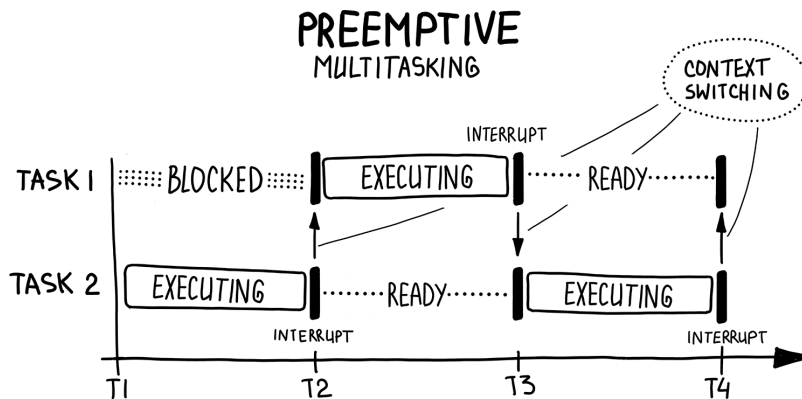 PREEMPTIVE
MULTITASKING
CONTEXT
SWITCHING
INTERRUPT
TASK 1 BLOCKED EXECUTING READY
TASK 2 EXECUTING READY EXECUTING
INTERRUPT INTERRUPT
T1 T2 T3 T4